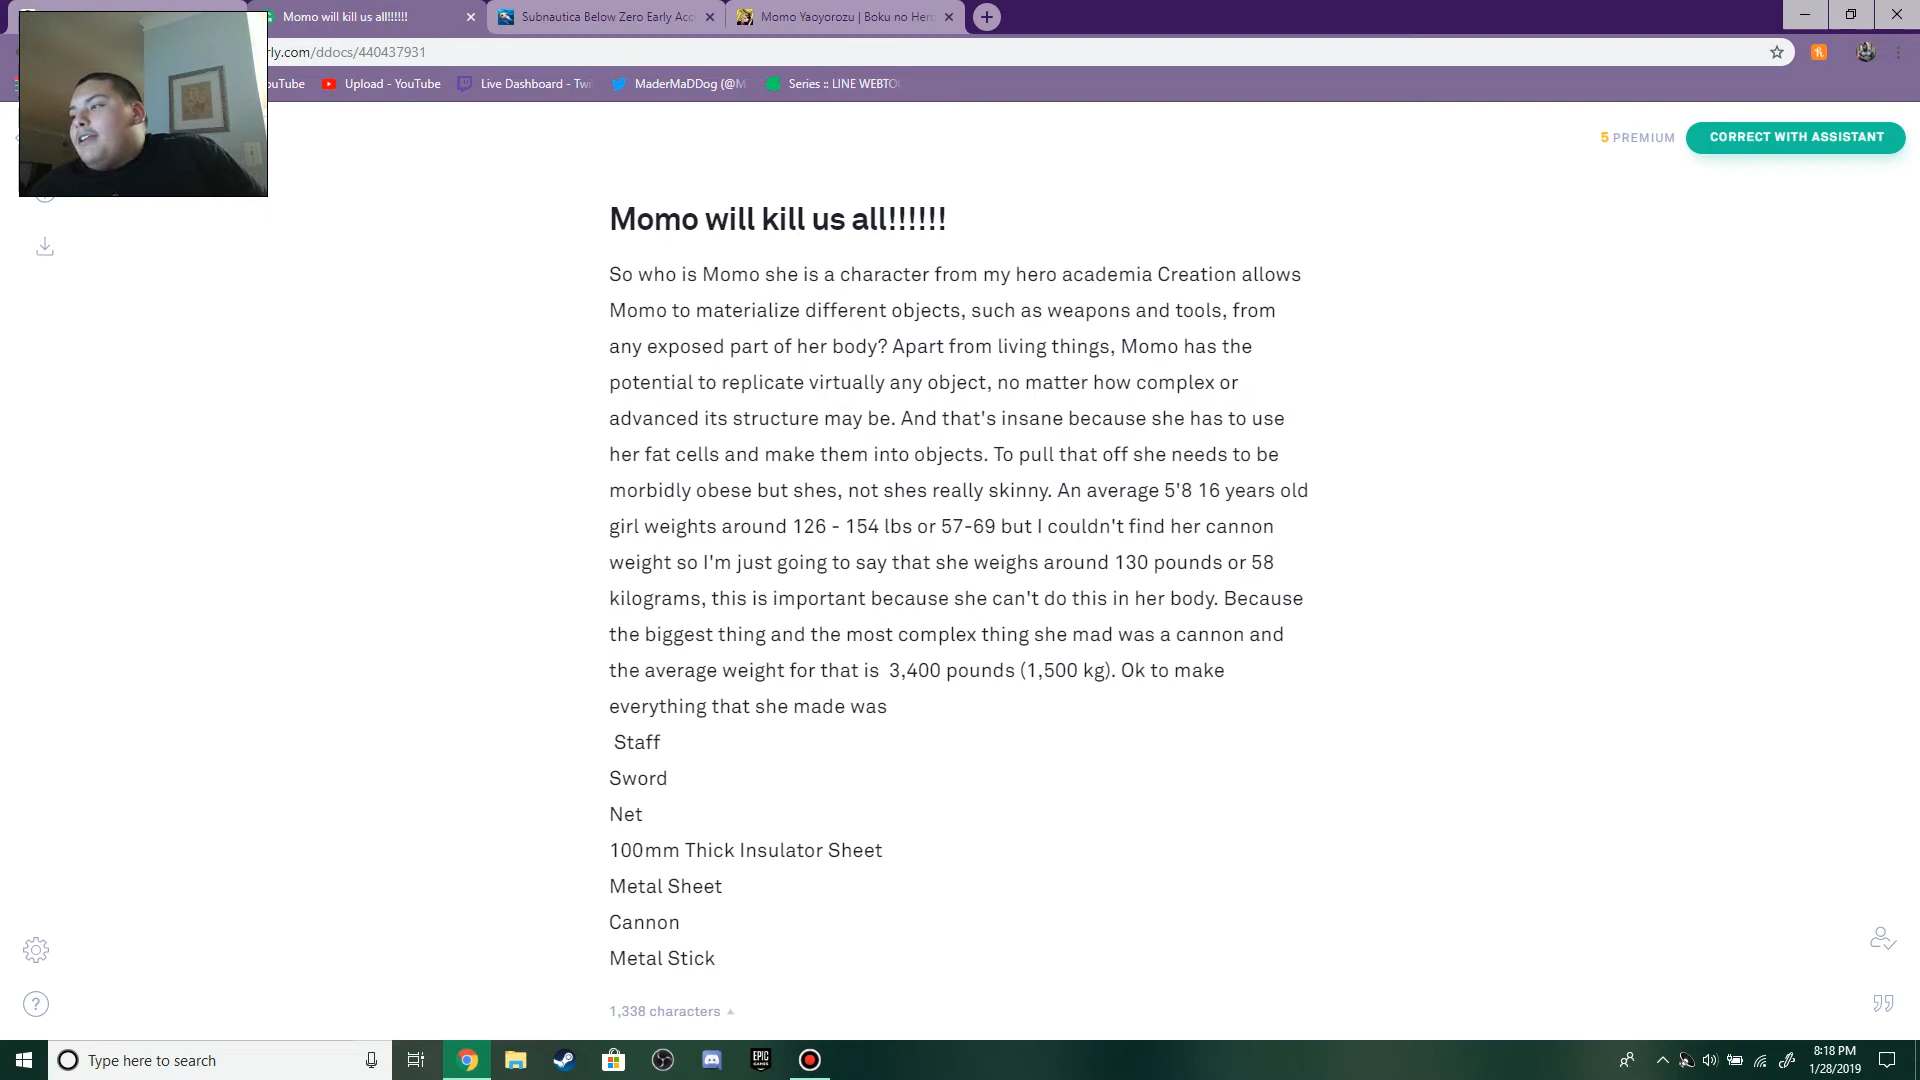 Momo will kill us all!!!!!!
Subnautica Below Zero Early Acc
Momo Yaoyorozu | Boku no Hero
rly.com/ddocs/440437931
ouTube
Upload - YouTube
Live Dashboard - Twi
MaderMaDDog (@M
Series :: LINE WEBTOO
5 PREMIUM
CORRECT WITH ASSISTANT
Momo will kill us all!!!!!!
So who is Momo she is a character from my hero academia Creation allows
Momo to materialize different objects, such as weapons and tools, from
any exposed part of her body? Apart from living things, Momo has the
potential to replicate virtually any object, no matter how complex or
advanced its structure may be. And that's insane because she has to use
her fat cells and make them into objects. To pull that off she needs to be
morbidly obese but shes, not shes really skinny. An average 5'8 16 years old
girl weights around 126 - 154 lbs or 57-69 but I couldn't find her cannon
weight so I'm just going to say that she weighs around 130 pounds or 58
kilograms, this is important because she can't do this in her body. Because
the biggest thing and the most complex thing she mad was a cannon and
the average weight for that is  3,400 pounds (1,500 kg). Ok to make
everything that she made was
Staff
Sword
Net
100mm Thick Insulator Sheet
Metal Sheet
Cannon
Metal Stick
1,338 characters
Type here to search
EPIC GAMES
8:18 PM
1/28/2019